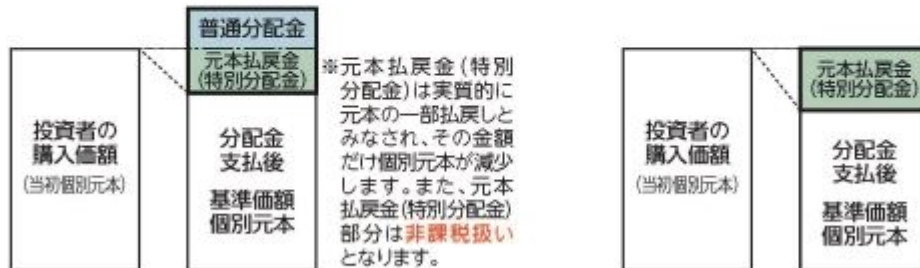 普通分配金
元本払戻金
(特別分配金)
投資者の
購入価額
(当初個別元本)
分配金
支払後
基準価額
個別元本
※元本払戻金(特別
分配金)は実質的に
元本の一部払戻しと
みなされ、その金額
だけ個別元本が減少
します。また、元本
払戻金(特別分配金)
部分は非課税扱い
となります。
投資者の
購入価額
(当初個別元本)
元本払戻金
(特別分配金)
分配金
支払後
基準価額
個別元本